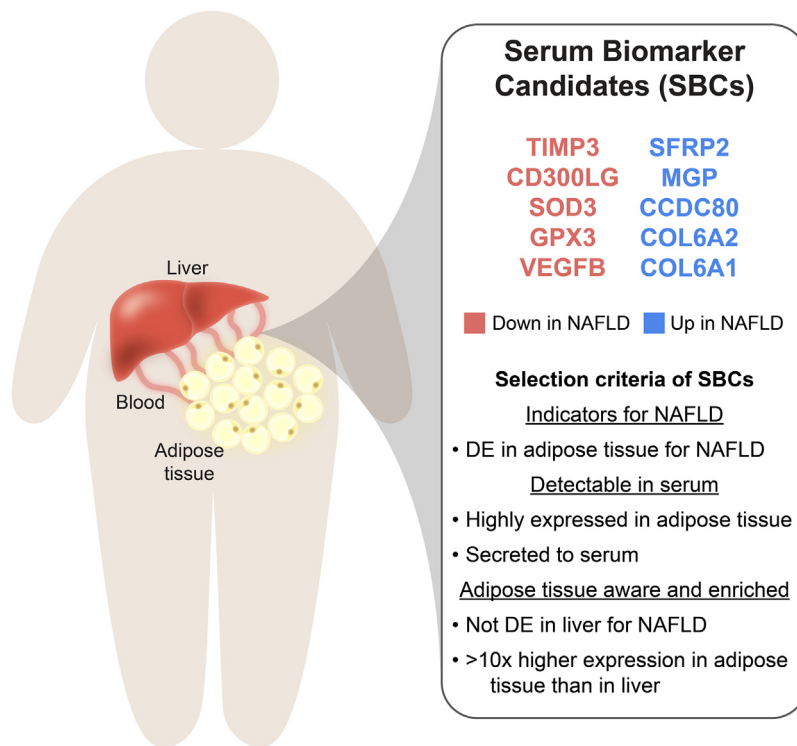 Serum Biomarker
Candidates (SBCs)
TIMP3 SFRP2
CD300LG MGP
SOD3 CCDC80
GPX3 COL6A2
VEGFB COL6A1
Down in NAFLD Up in NAFLD
Selection criteria of SBCs
Indicators for NAFLD
• DE in adipose tissue for NAFLD
Detectable in serum
• Highly expressed in adipose tissue
• Secreted to serum
Adipose tissue aware and enriched
• Not DE in liver for NAFLD
• >10x higher expression in adipose
tissue than in liver
Liver
Blood
Adipose
tissue